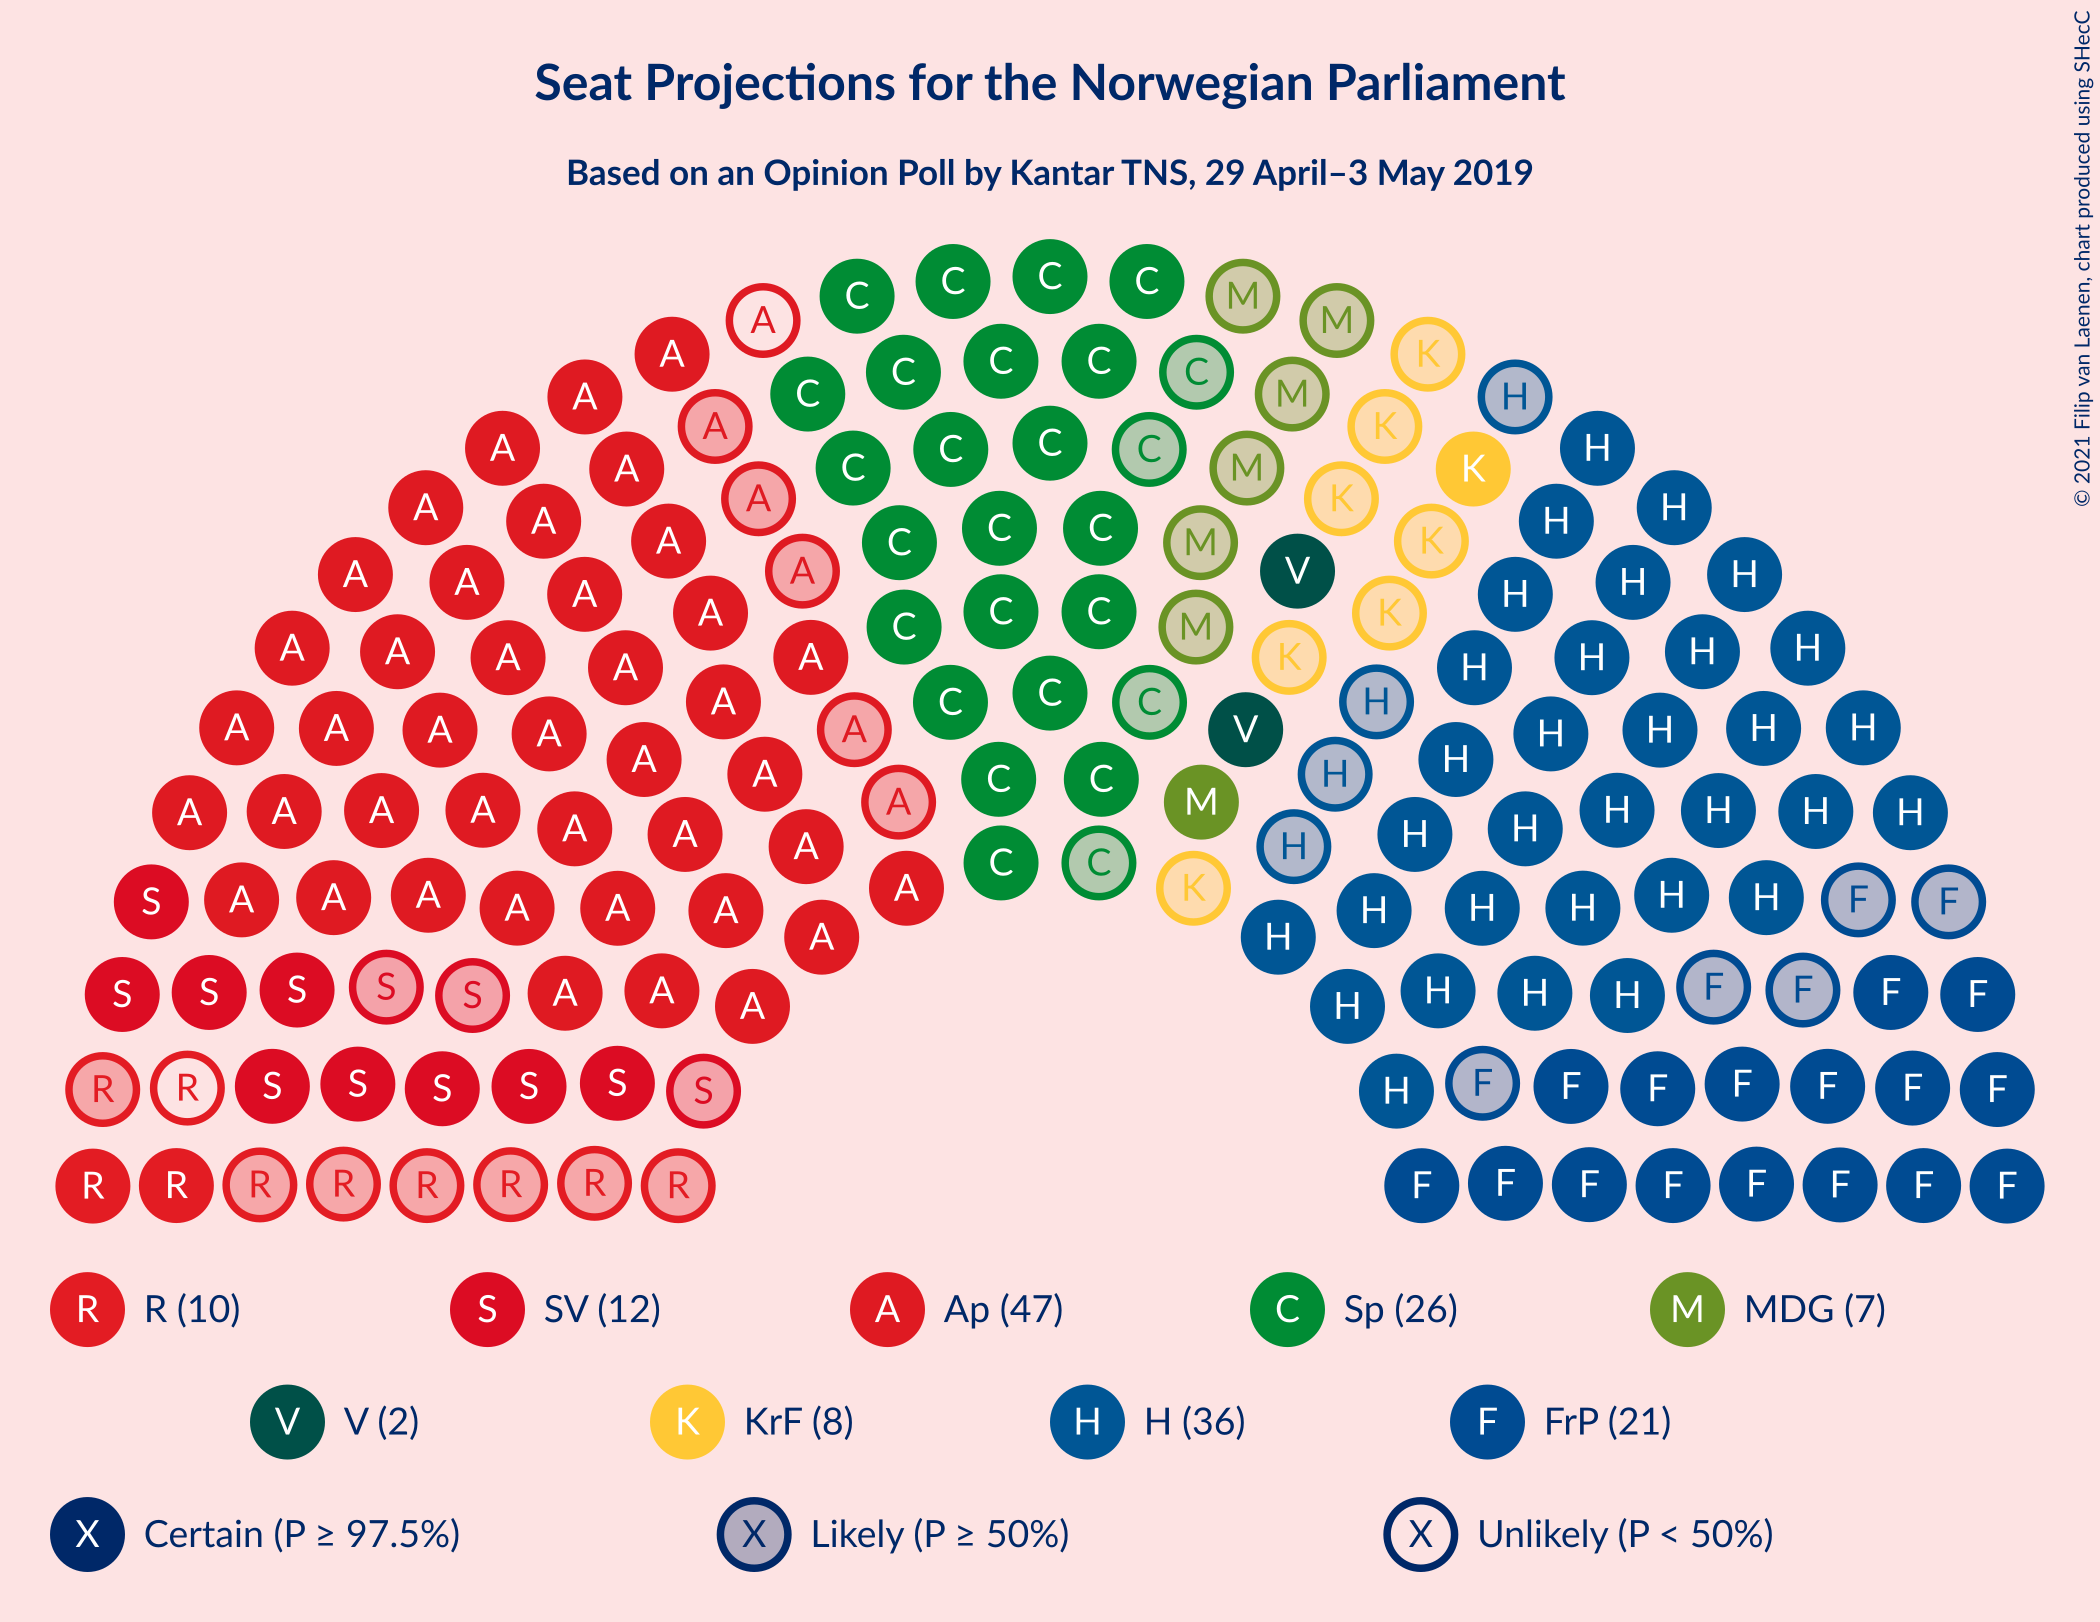 © 2021 Filip van Laenen, chart produced using SHecC
Seat Projections for the Norwegian Parliament
Based on an Opinion Poll by Kantar TNS, 29 April–3 May 2019
C C C C M
A M
A C C C C K
A C M H
A A C C C K H
A C M K
A A A C C K H H
A C M K
A A A A V H H H
A C C C M K
A A A A A K H H H H
A C C C H
A A A A A V H H H H
A A C C H H
A A A A A A A M H H H H H H
A C C H
S A A A A A A A K H H H H H F F
A H
S S S S S A A A H H H H F F F F
R R S S S S S S H F F F F F F F
R R R R R R R R F F F F F F F F
R R (10) S SV (12) A Ap (47) C Sp (26) M MDG (7)
V V (2) K KrF (8) H H (36) F FrP (21)
X Certain (P ≥ 97.5%) X Likely (P ≥ 50%) X Unlikely (P < 50%)